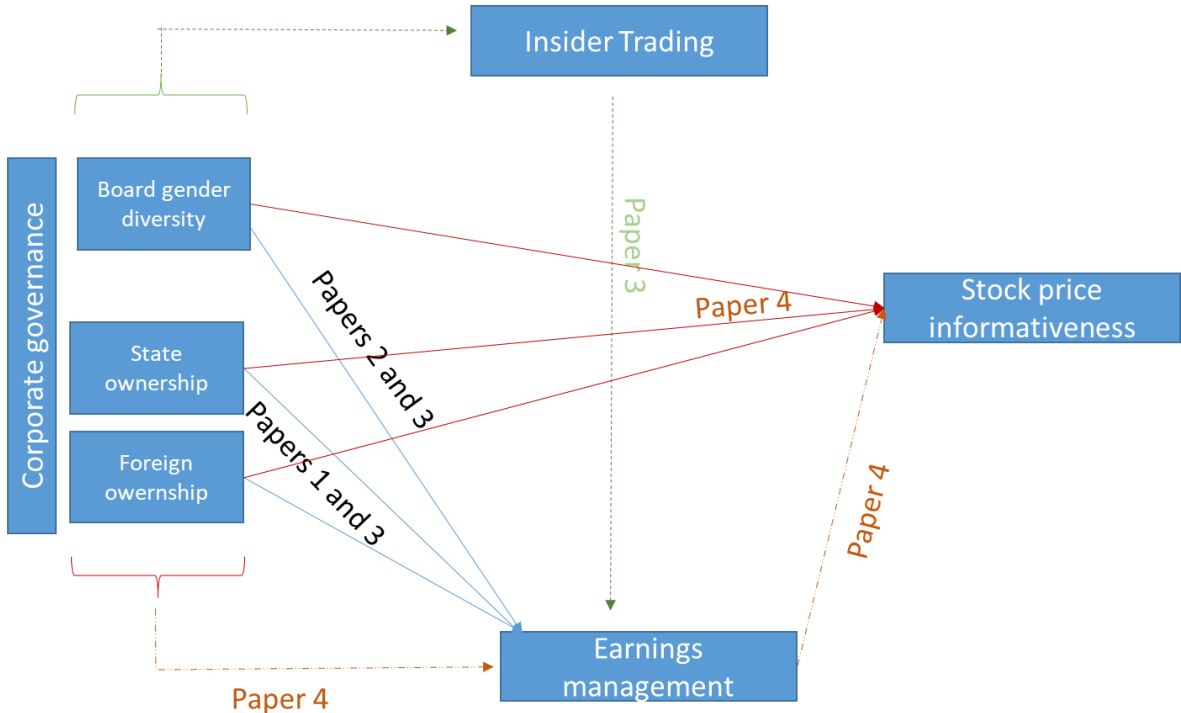 Insider Trading
Corporate governance
Board gender
diversity
Paper 3
Stock price
informativeness
Papers 2 and 3
Paper 4
State
ownership
Papers 1 and 3
Foreign
owernship
Paper 4
Earnings
management
Paper 4